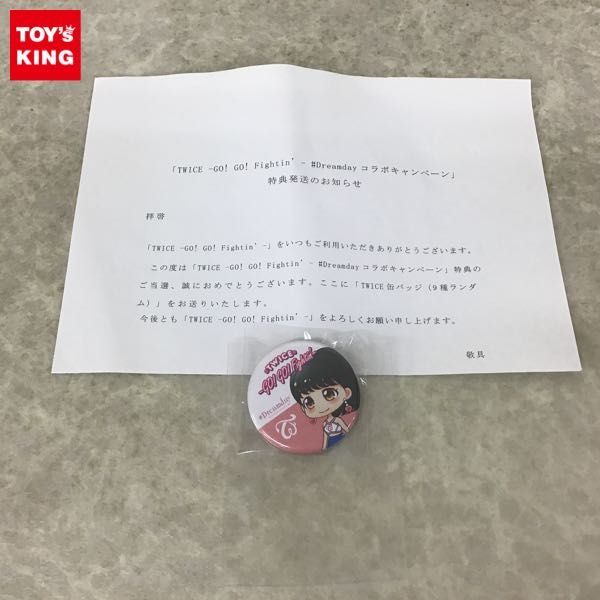 TOY'S
KING
「TWICE -GO! GO! Fightin'- #Dreamday コラボキャンペーン」
特典発送のお知らせ
拝啓
「TWICE -GO! GO! Fightin'-」をいつもご利用いただきありがとうございます。
この度は「TWICE -GO! GO! Fightin'- #Dreamday コラボキャンペーン」特典の
ご当選、誠におめでとうございます。ここに「TWICE 缶バッジ（9種ランダ
ム）」をお送りいたします。
今後とも「TWICE -GO! GO! Fightin'-」をよろしくお願い申し上げます。
敬具
TWICE
-GO! GO! Fightin'-
#Dreamday